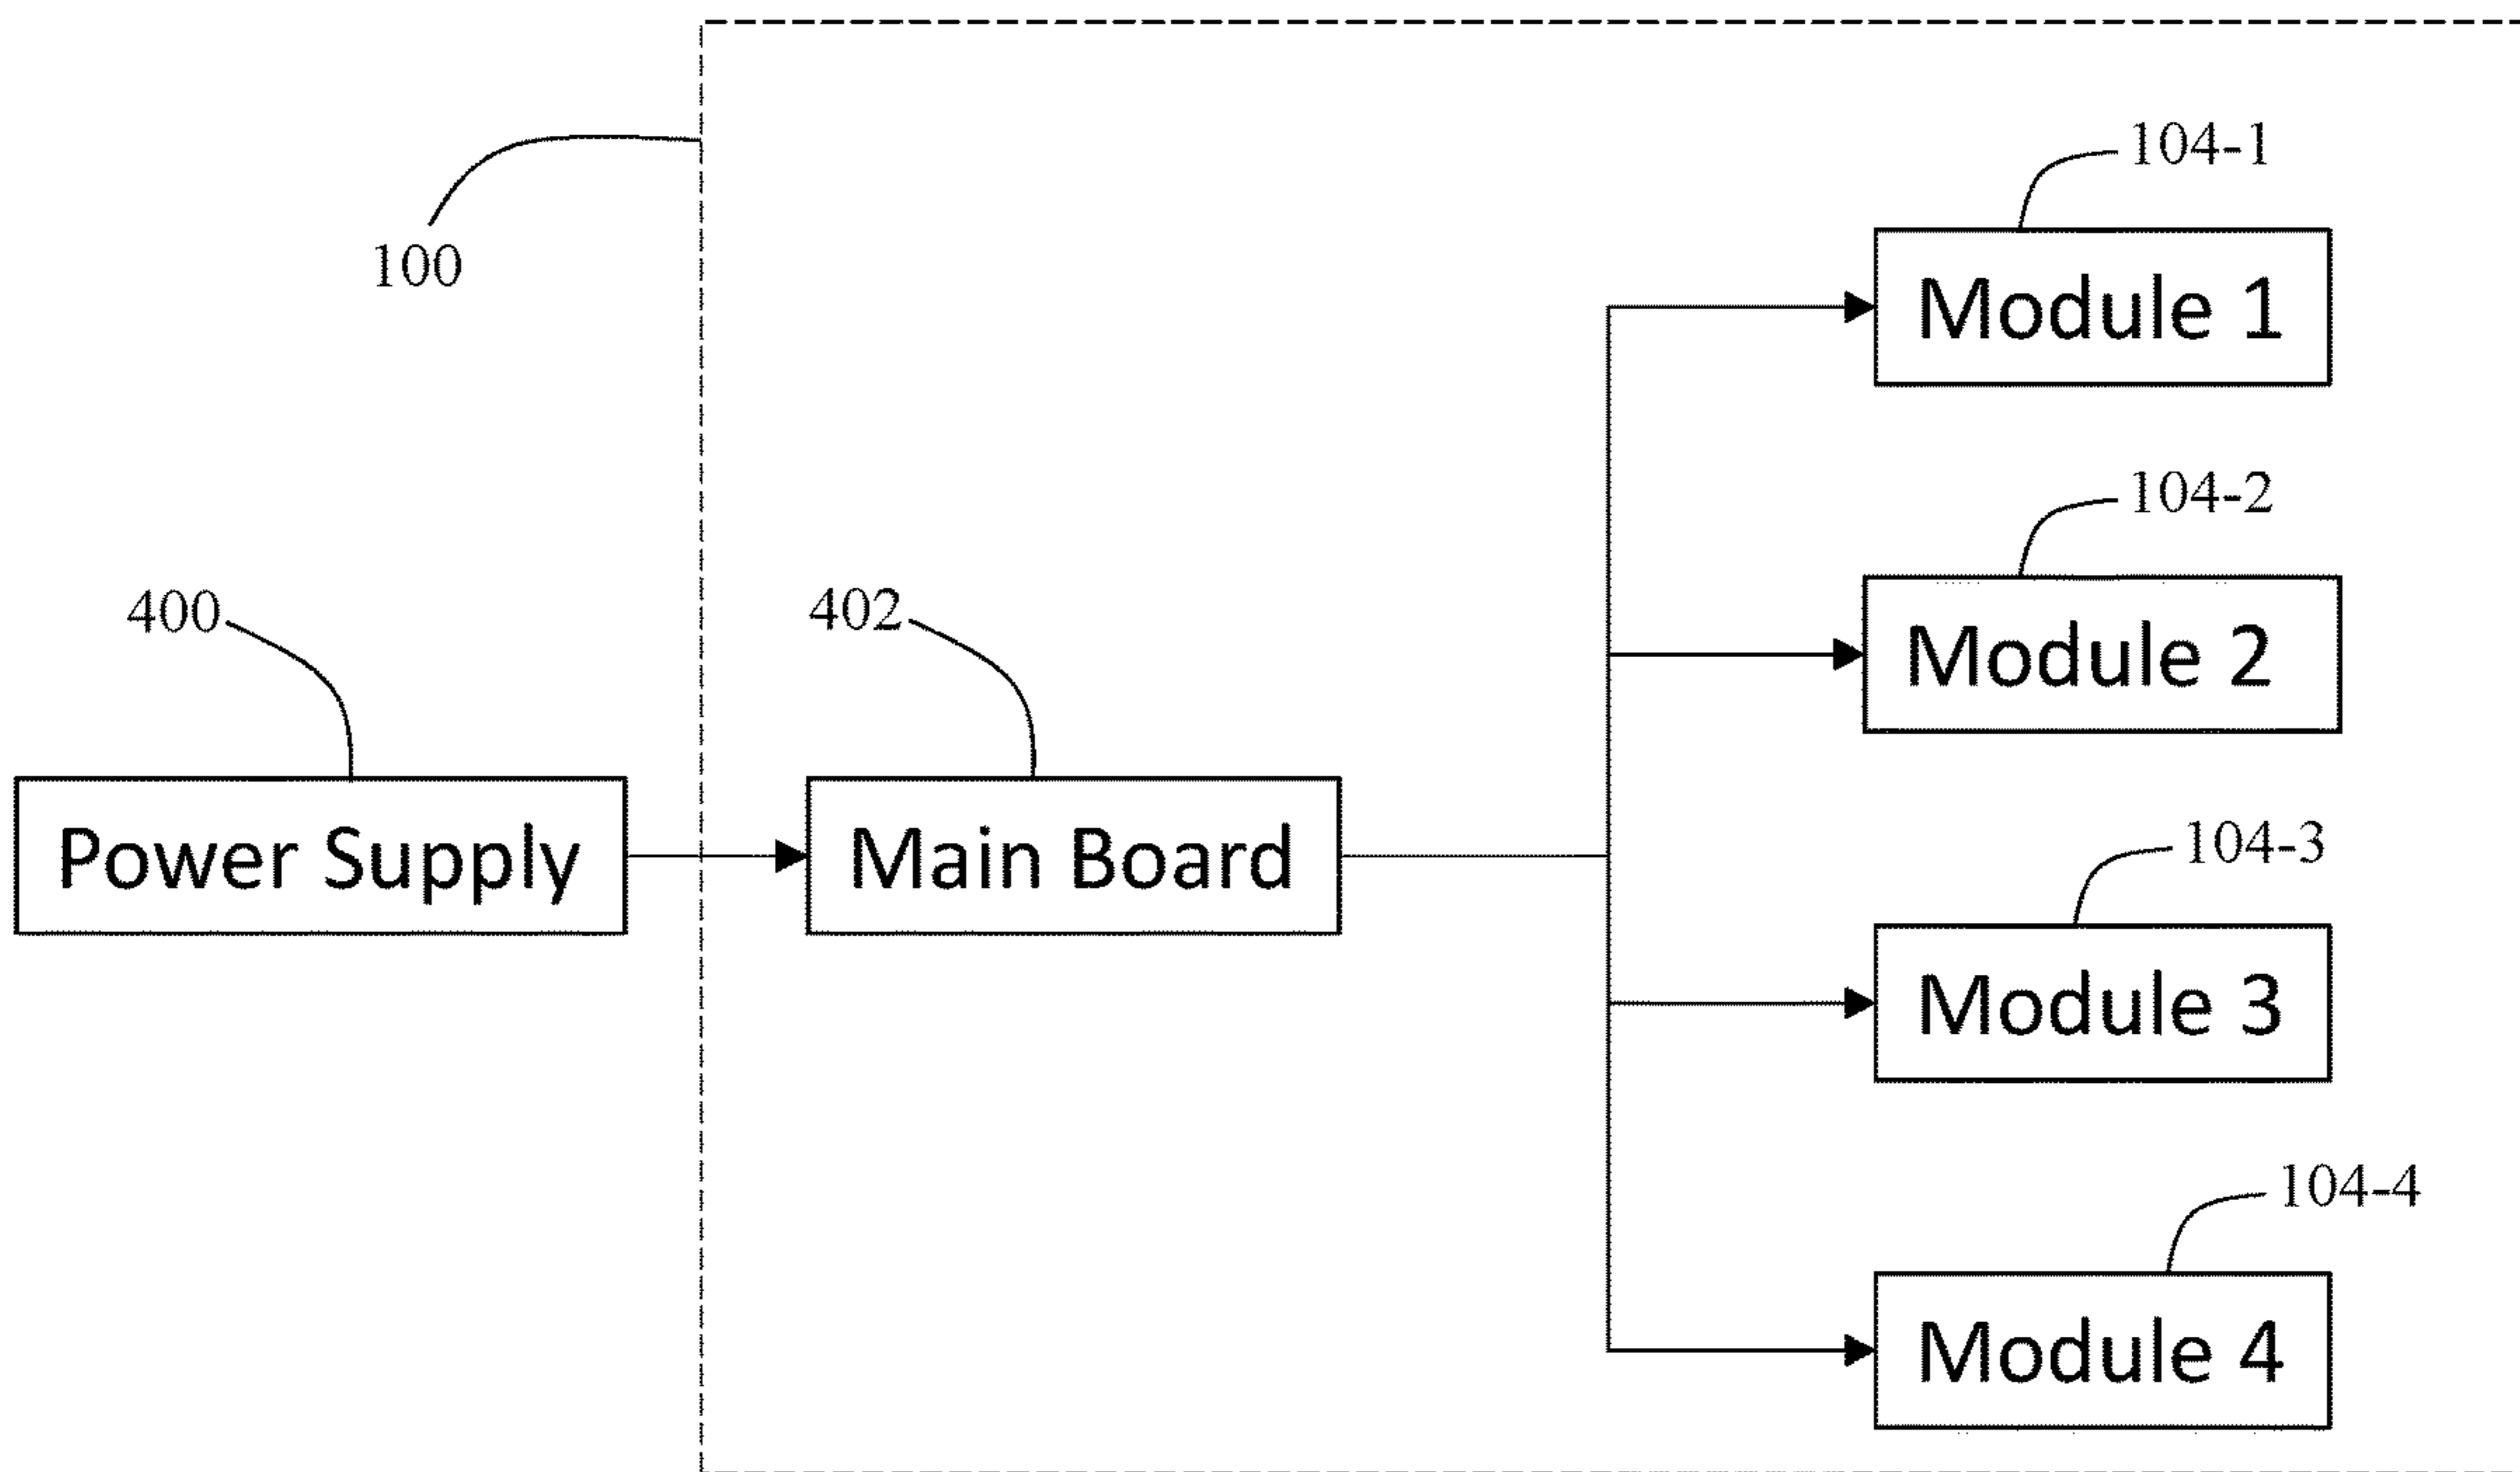 104-1
100
Module 1
104-2
Module 2
400
402
Power Supply
Main Board
104-3
Module 3
104-4
Module 4